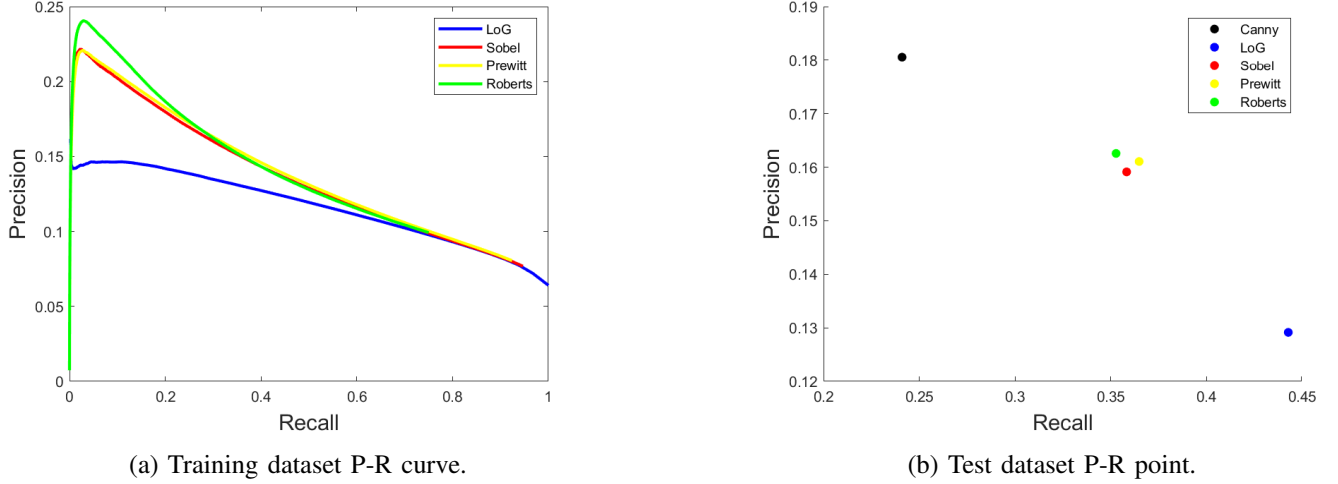 0.25
0.2
0.15
0.1
0.05
0
Precision
0 0.2 0.4 0.6 0.8 1
Recall
LoG
Sobel
Prewitt
Roberts
(a) Training dataset P-R curve.
0.19
0.18
0.17
0.16
0.15
0.14
0.13
0.12
Precision
0.2 0.25 0.3 0.35 0.4 0.45
Recall
Canny
LoG
Sobel
Prewitt
Roberts
(b) Test dataset P-R point.